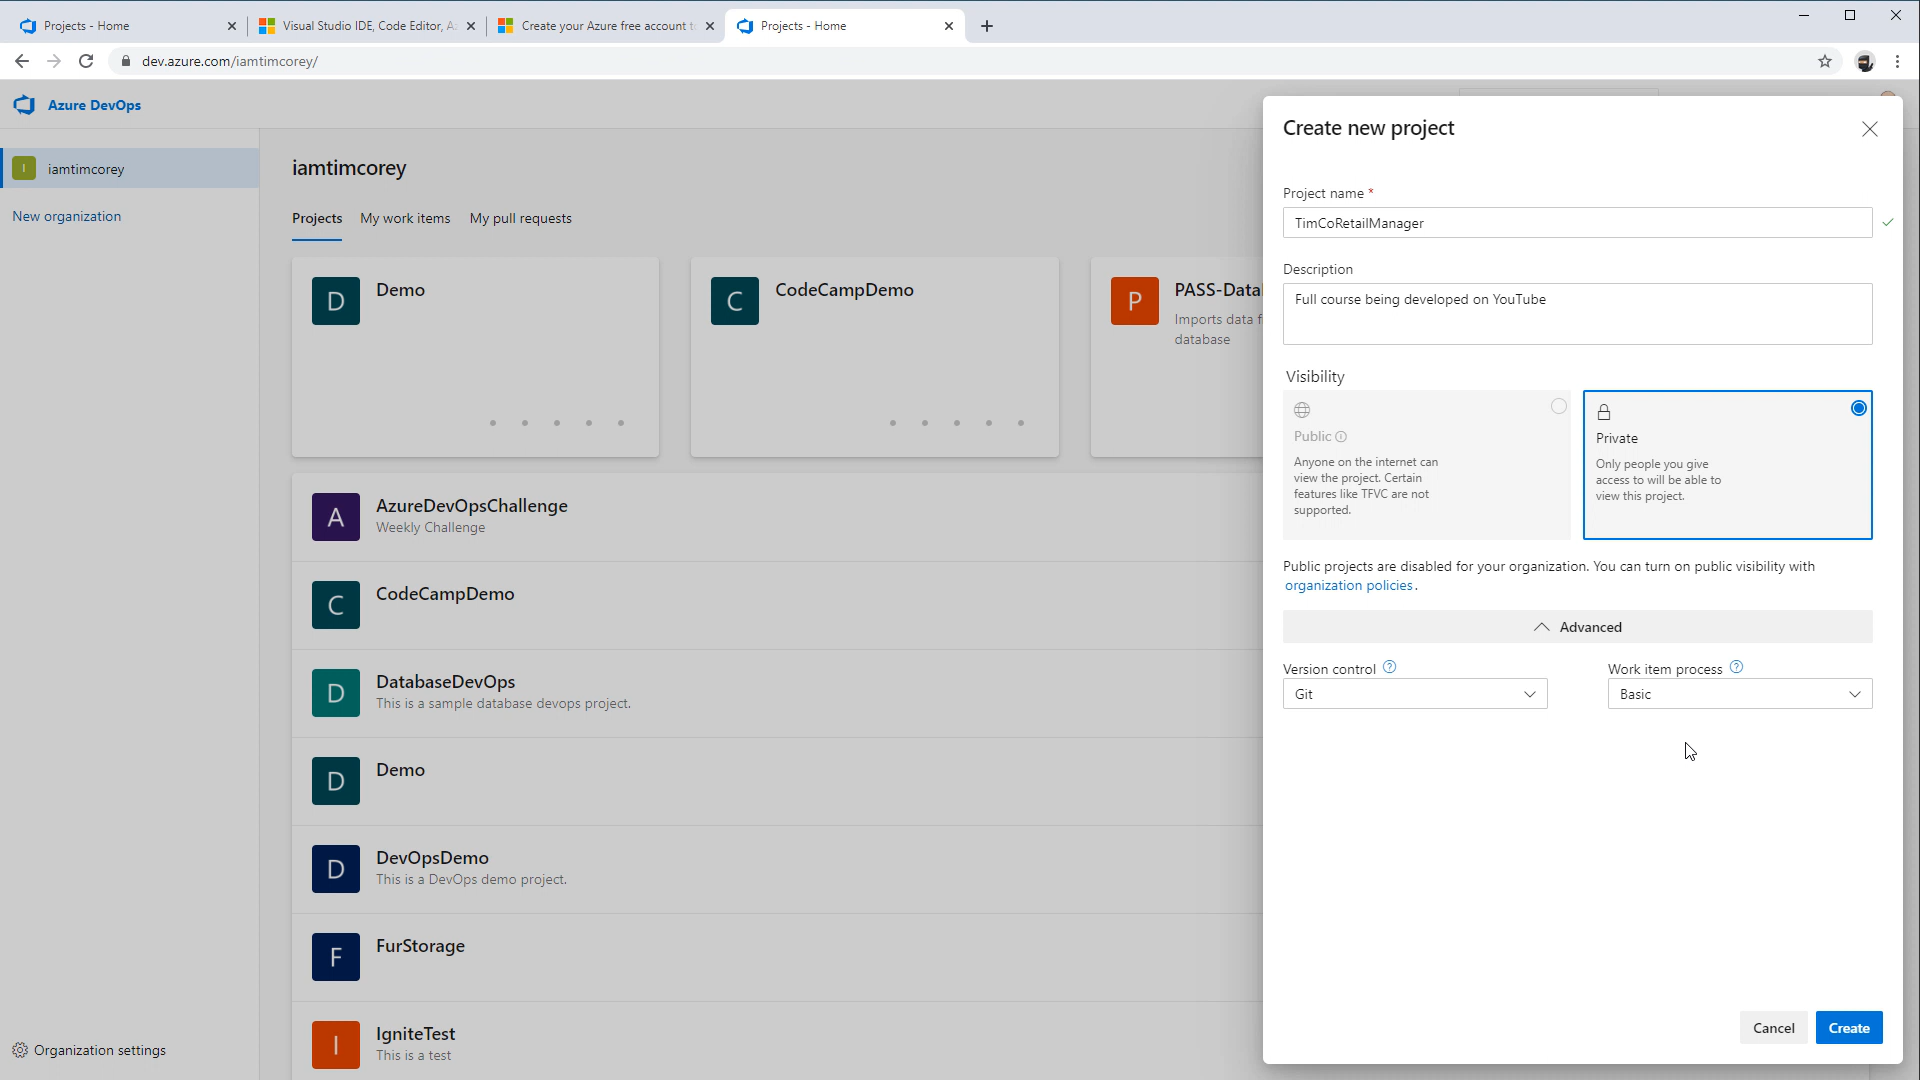 Projects - Home
Visual Studio IDE, Code Editor, Az
Create your Azure free account to
Projects - Home
dev.azure.com/iamtimcorey/
Azure DevOps
I
iamtimcorey
New organization
Organization settings
iamtimcorey
Projects
My work items
My pull requests
D
Demo
C
CodeCampDemo
P
PASS-Data
Imports data f
database
A
AzureDevOpsChallenge
Weekly Challenge
C
CodeCampDemo
D
DatabaseDevOps
This is a sample database devops project.
D
Demo
D
DevOpsDemo
This is a DevOps demo project.
F
FurStorage
I
IgniteTest
This is a test
Create new project
Project name *
TimCoRetailManager
Description
Full course being developed on YouTube
Visibility
Public
Anyone on the internet can
view the project. Certain
features like TFVC are not
supported.
Private
Only people you give
access to will be able to
view this project.
Public projects are disabled for your organization. You can turn on public visibility with
organization policies.
Advanced
Version control ?
Git
Work item process ?
Basic
Cancel
Create